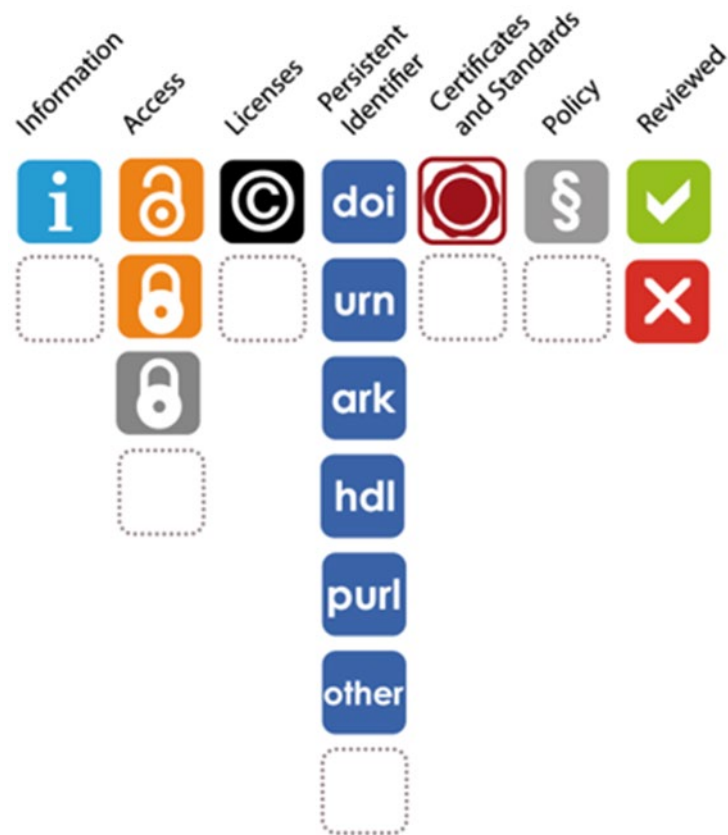 Information
Access
Licenses
Persistent
Identifier
Certificates
and Standards
Policy
Reviewed
i
©
doi
§
urn
ark
hdl
purl
other